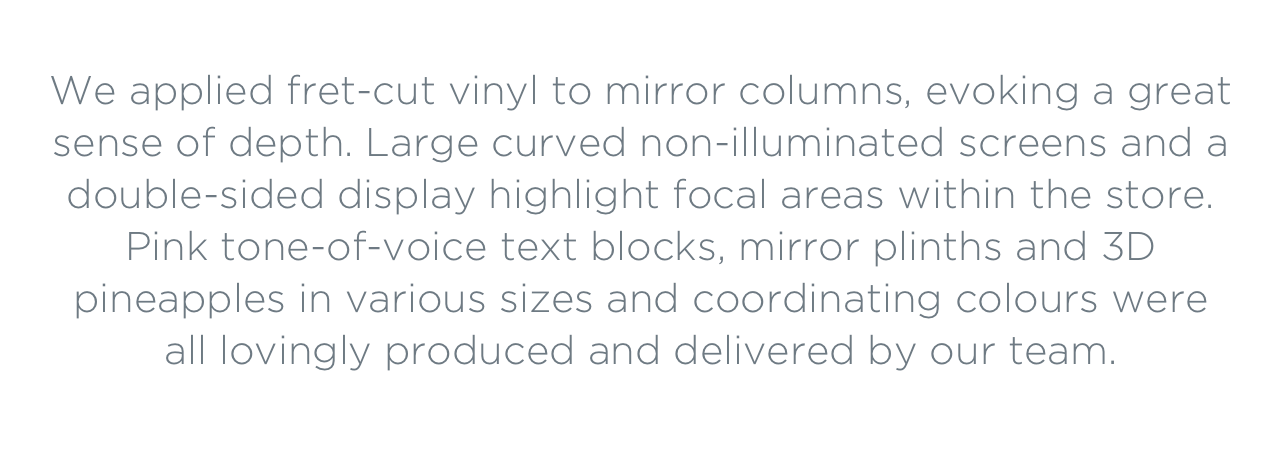 We applied fret-cut vinyl to mirror columns, evoking a great
sense of depth. Large curved non-illuminated screens and a
double-sided display highlight focal areas within the store.
Pink tone-of-voice text blocks, mirror plinths and 3D
pineapples in various sizes and coordinating colours were
all lovingly produced and delivered by our team.